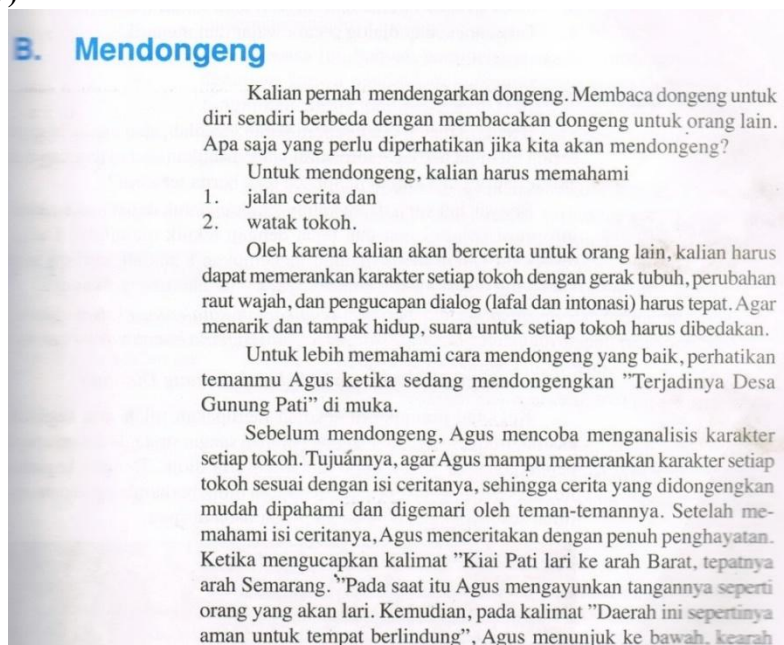 B. Mendongeng
Kalian pernah mendengarkan dongeng. Membaca dongeng untuk
diri sendiri berbeda dengan membacakan dongeng untuk orang lain.
Apa saja yang perlu diperhatikan jika kita akan mendongeng?
Untuk mendongeng, kalian harus memahami
1. jalan cerita dan
2. watak tokoh.
Oleh karena kalian akan bercerita untuk orang lain, kalian harus
dapat memerankan karakter setiap tokoh dengan gerak tubuh, perubahan
raut wajah, dan pengucapan dialog (lafal dan intonasi) harus tepat. Agar
menarik dan tampak hidup, suara untuk setiap tokoh harus dibedakan.
Untuk lebih memahami cara mendongeng yang baik, perhatikan
temanmu Agus ketika sedang mendongengkan ”Terjadinya Desa
Gunung Pati” di muka.
Sebelum mendongeng, Agus mencoba menganalisis karakter
setiap tokoh. Tujuannya, agar Agus mampu memerankan karakter setiap
tokoh sesuai dengan isi ceritanya, sehingga cerita yang didongengkan
mudah dipahami dan digemari oleh teman-temannya. Setelah me-
mahami isi ceritanya, Agus menceritakan dengan penuh penghayatan.
Ketika mengucapkan kalimat ”Kiai Pati lari ke arah Barat, tepatnya
arah Semarang. ”Pada saat itu Agus mengayunkan tangannya seperti
orang yang akan lari. Kemudian, pada kalimat ”Daerah ini sepertinya
aman untuk tempat berlindung”, Agus menunjuk ke bawah, kearah